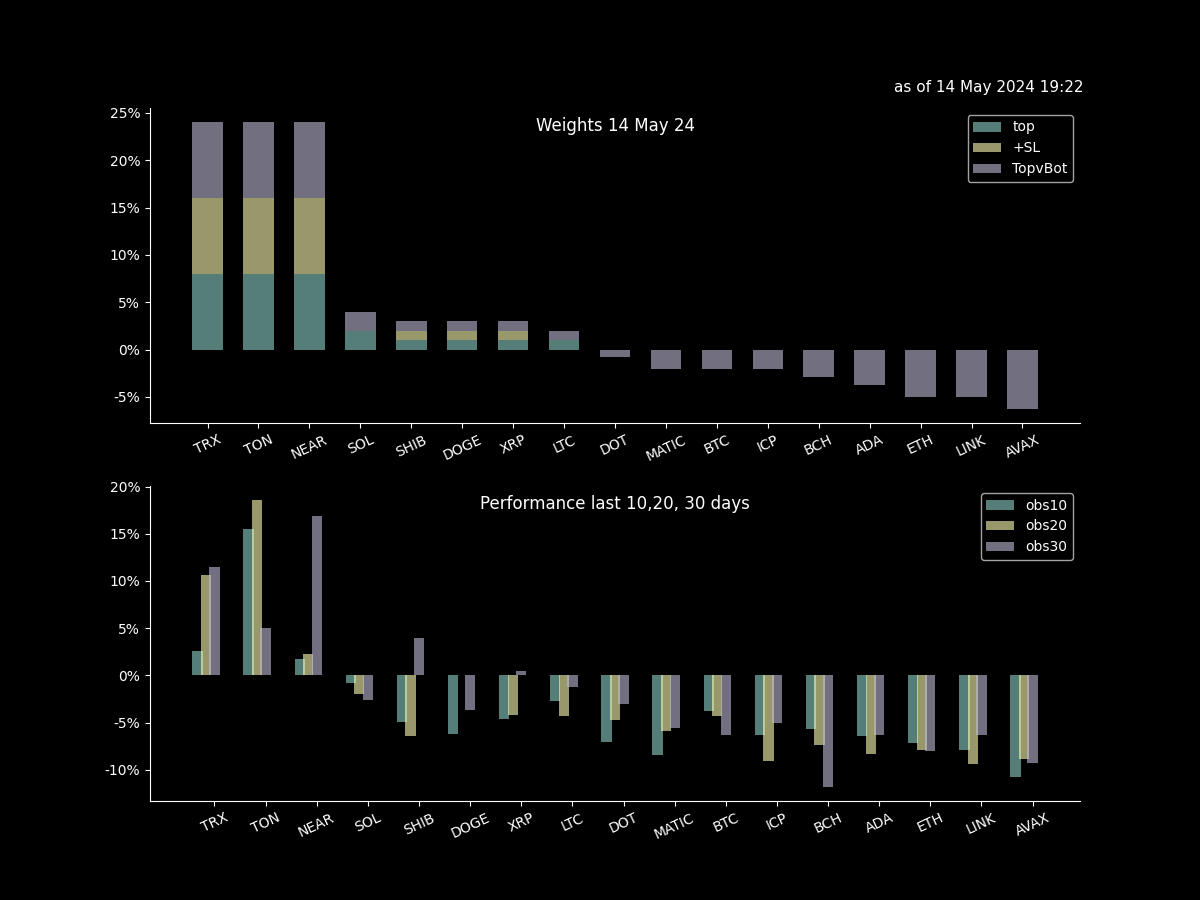 as of 14 May 2024 19:22
Weights 14 May 24
top
+SL
TopvBot
25%
20%
15%
10%
5%
0%
-5%
TRX TON NEAR SOL SHIB DOGE XRP LTC DOT MATIC BTC ICP BCH ADA ETH LINK AVAX
Performance last 10,20, 30 days
obs10
obs20
obs30
20%
15%
10%
5%
0%
-5%
-10%
TRX TON NEAR SOL SHIB DOGE XRP LTC DOT MATIC BTC ICP BCH ADA ETH LINK AVAX